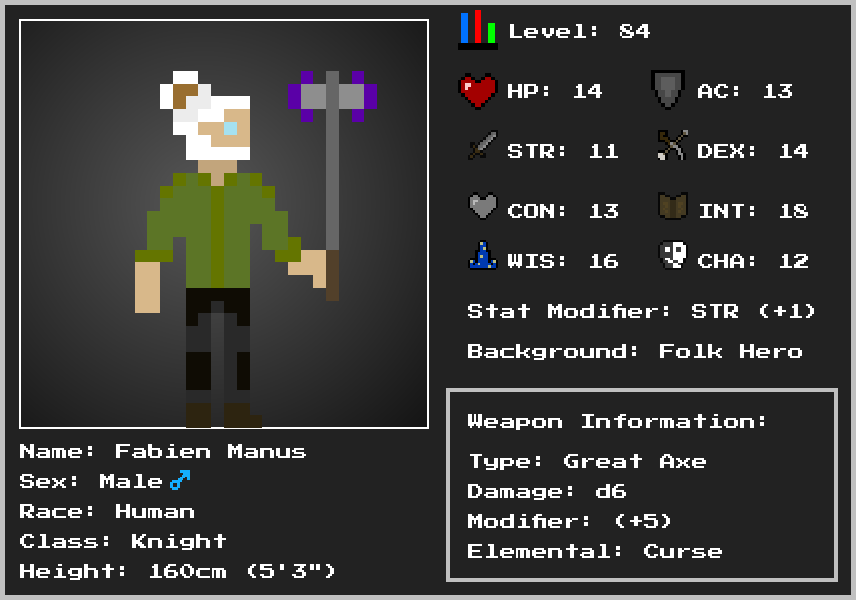 Level: 84
HP: 14
AC: 13
STR: 11
DEX: 14
CON: 13
INT: 18
WIS: 16
CHA: 12
Stat Modifier: STR (+1)
Background: Folk Hero
Weapon Information:
Type: Great Axe
Damage: d6
Modifier: (+5)
Elemental: Curse
Name: Fabien Manus
Sex: Male♂
Race: Human
Class: Knight
Height: 160cm (5'3")